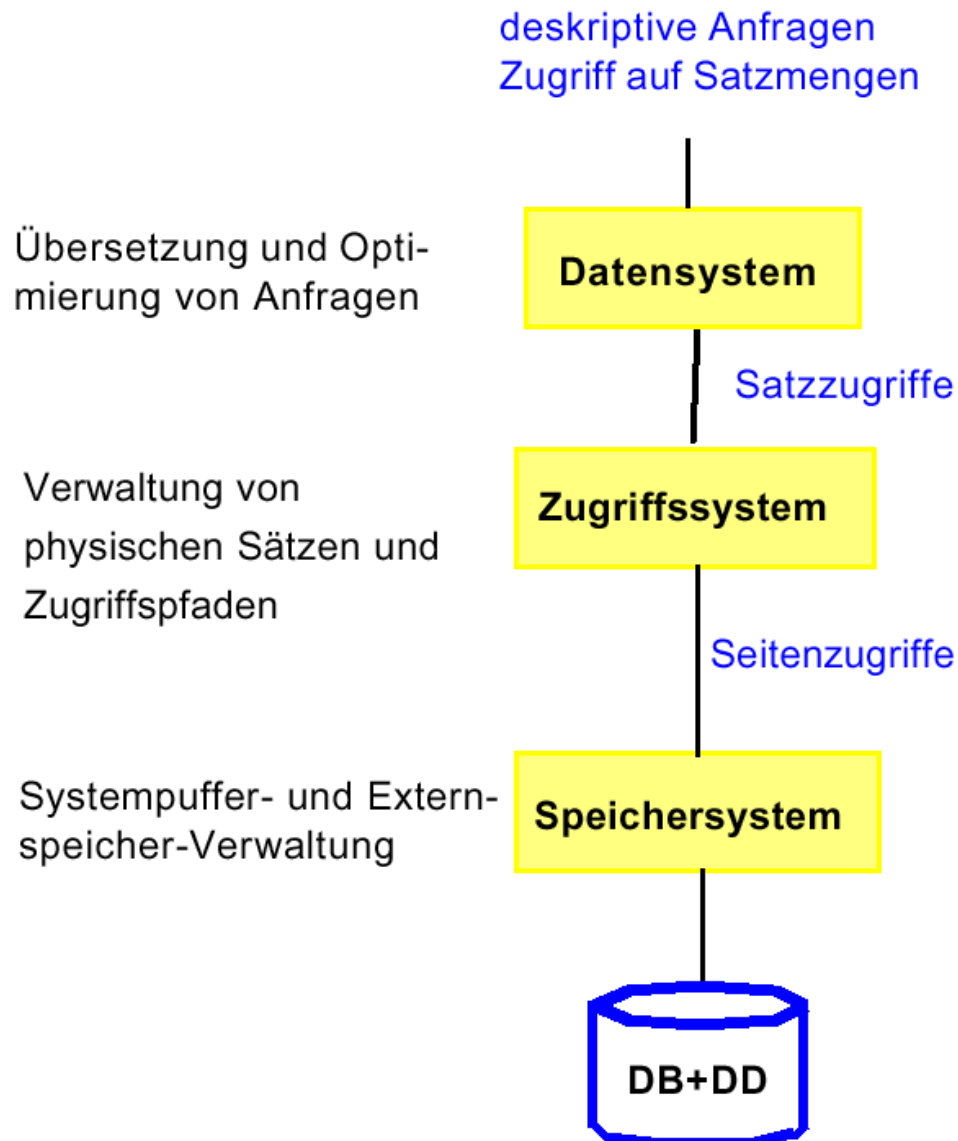 deskriptive Anfragen
Zugriff auf Satzmengen
Übersetzung und Opti-
mierung von Anfragen
Datensystem
Satzzugriffe
Verwaltung von
physischen Sätzen und
Zugriffspfaden
Zugriffssystem
Seitenzugriffe
Systempuffer- und Extern-
speicher-Verwaltung
Speichersystem
DB+DD